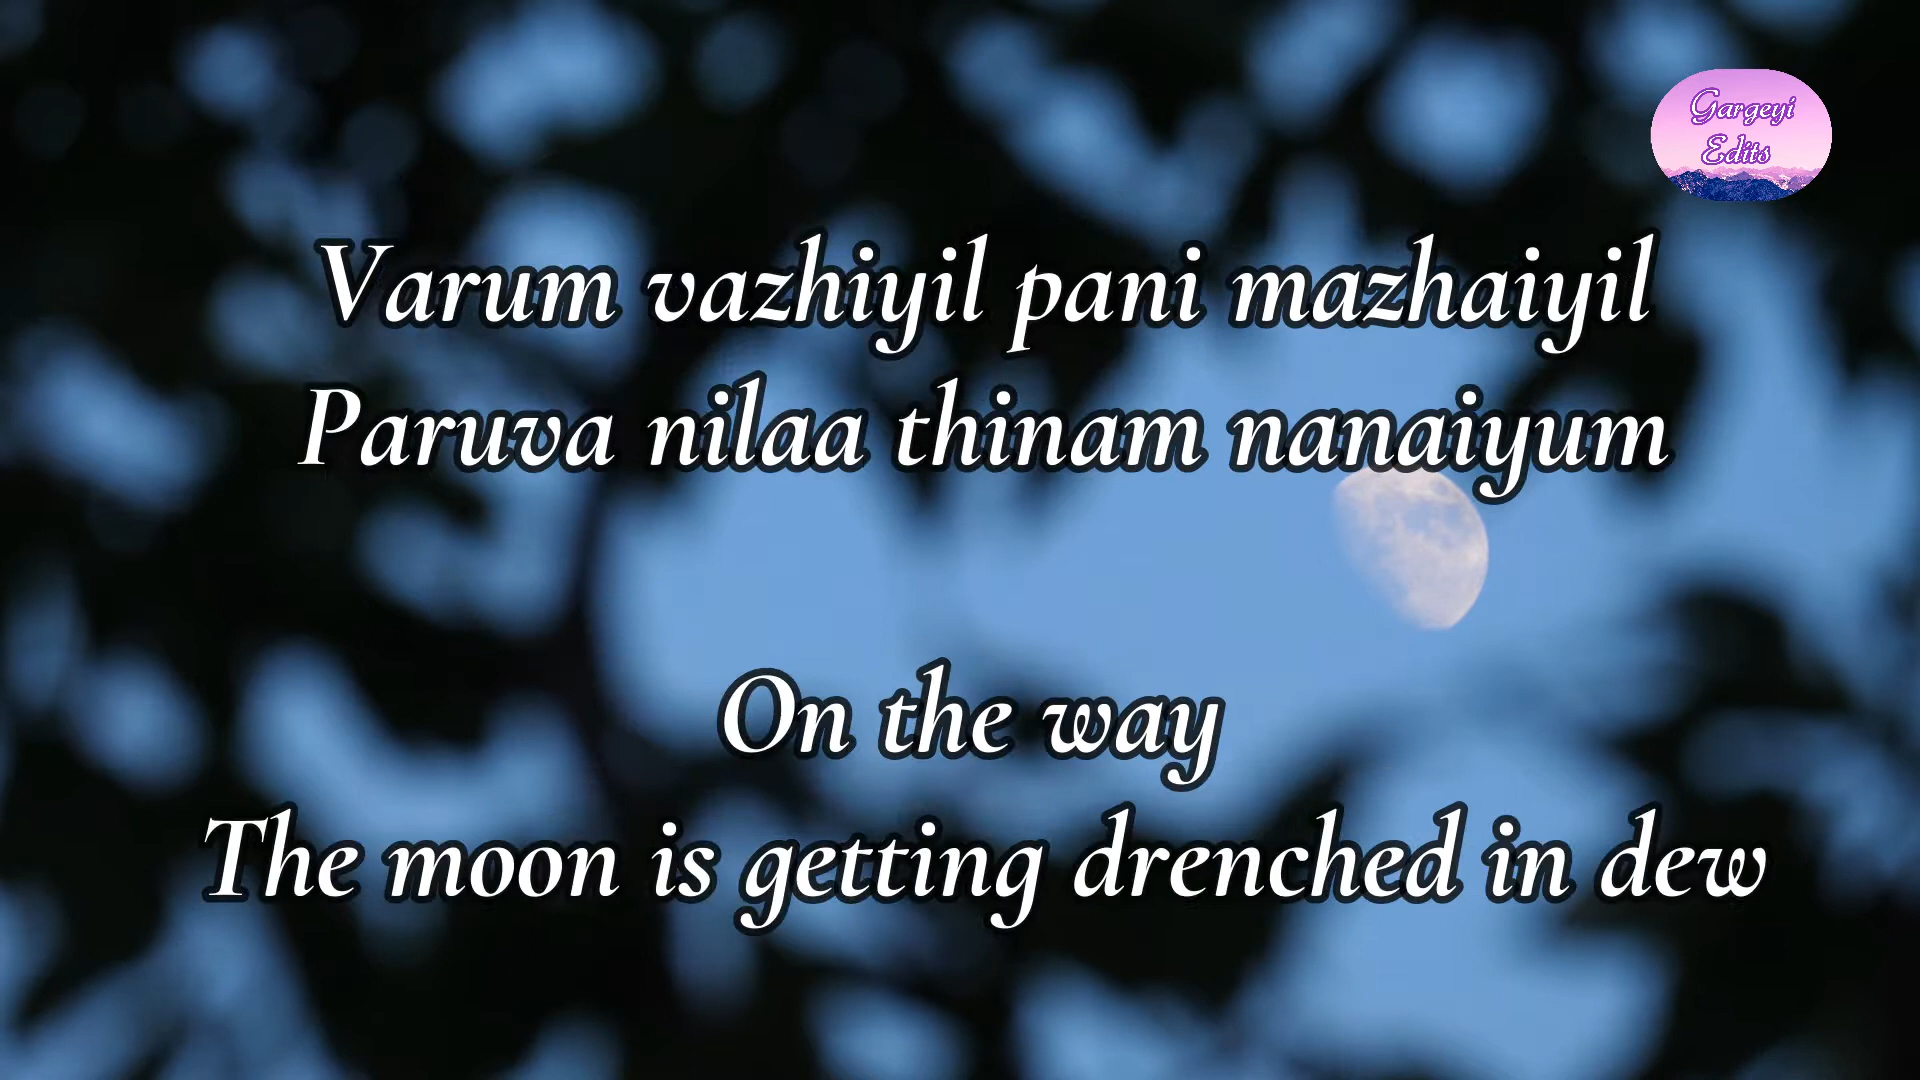 Gargeyi
Edits
Varum vazhiyil pani mazhaiyil
Paruva nilaa thinam nanaiyum
On the way
The moon is getting drenched in dew